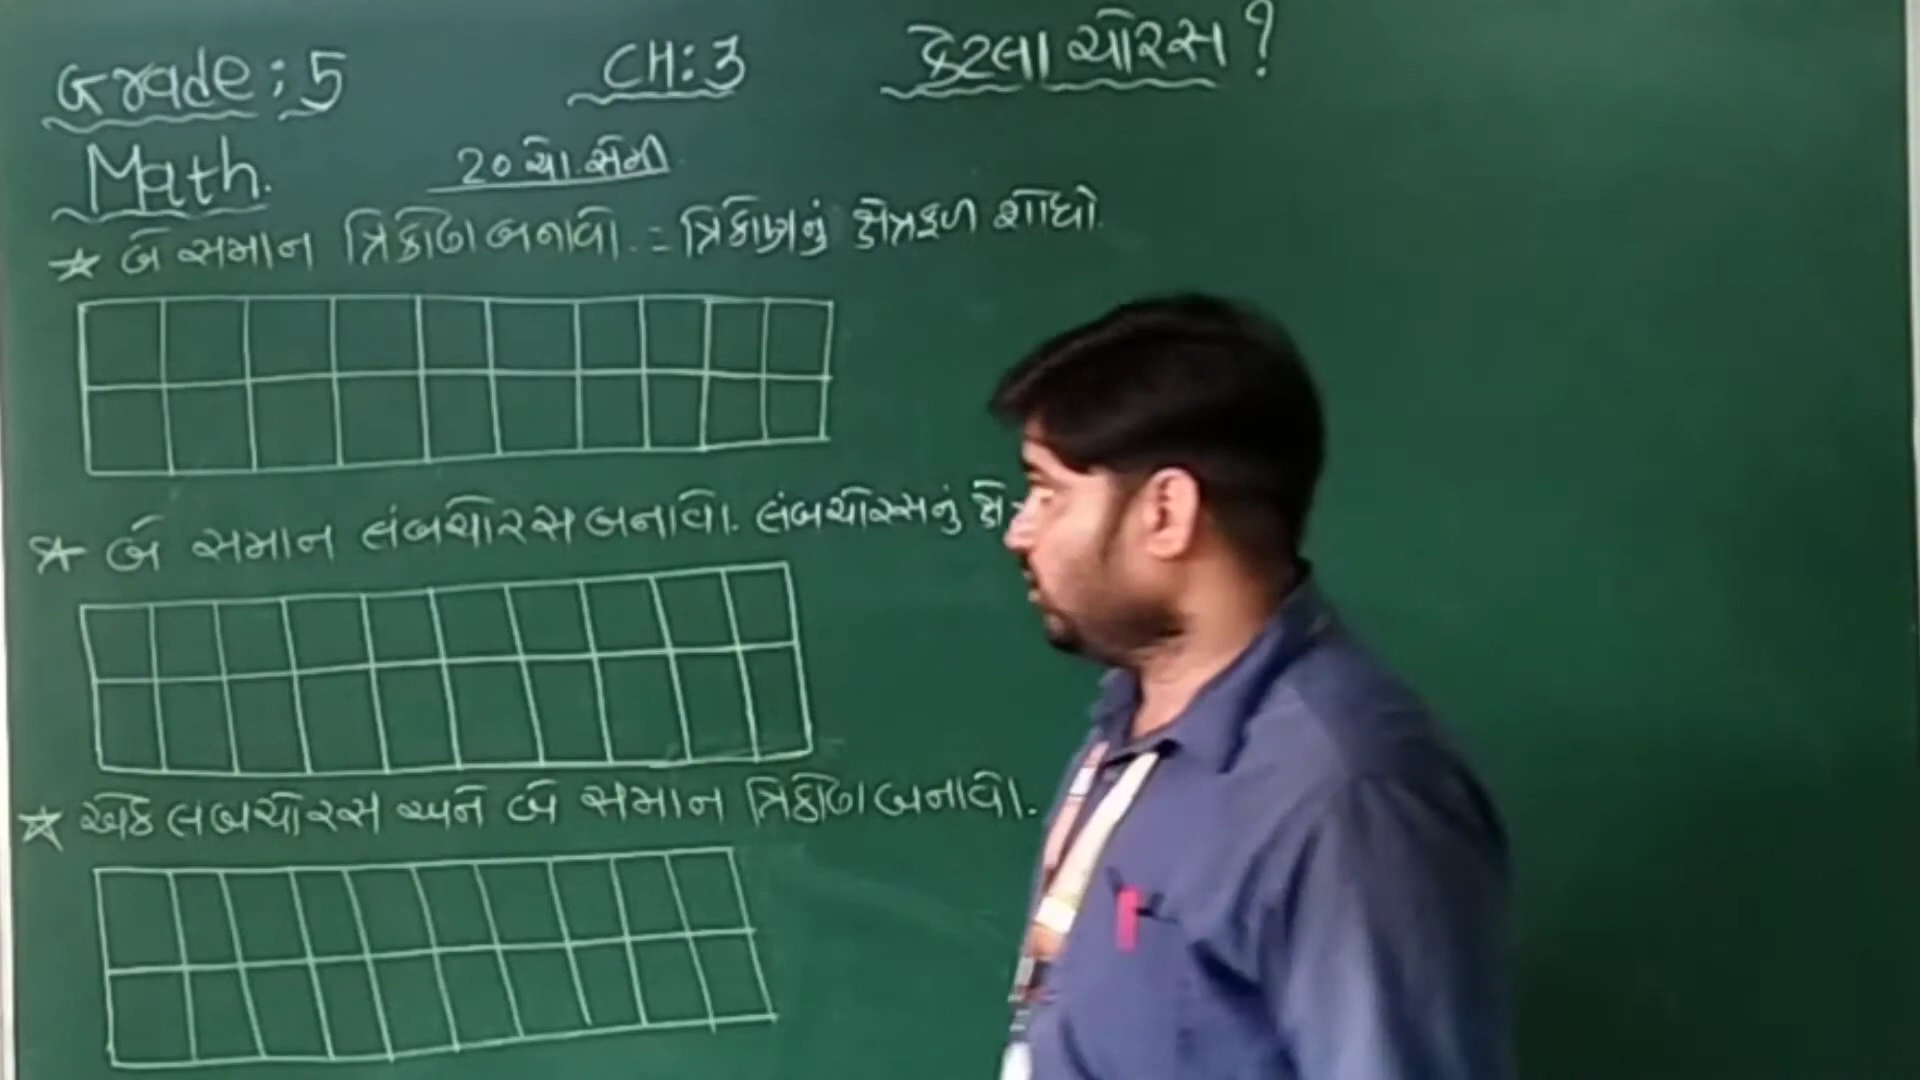 Grade: 5 CH: 3 કેટલા ચોરસ ?
Math. 20 ચો. સેમી
☆ બે સમાન ત્રિકોણ બનાવો. = ત્રિકોણનું ક્ષેત્રફળ શોધો.
☆ બે સમાન લંબચોરસ બનાવો. લંબચોરસનું ક્ષે
☆ એક લંબચોરસ અને બે સમાન ત્રિકોણ બનાવો.